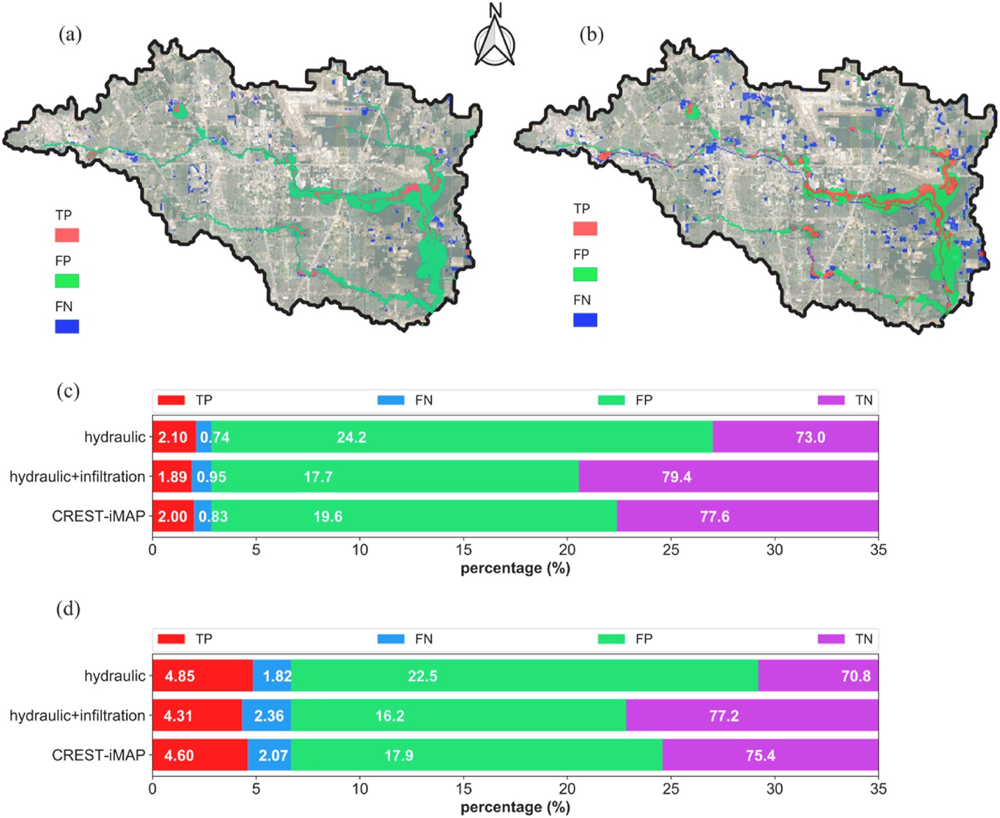 (a)
N
(b)
TP
FP
FN
TP
FP
FN
(c)
TP FN FP TN
hydraulic 2.10 0.74 24.2 73.0
hydraulic+infiltration 1.89 0.95 17.7 79.4
CREST-iMAP 2.00 0.83 19.6 77.6
0 5 10 15 20 25 30 35
percentage (%)
(d)
TP FN FP TN
hydraulic 4.85 1.82 22.5 70.8
hydraulic+infiltration 4.31 2.36 16.2 77.2
CREST-iMAP 4.60 2.07 17.9 75.4
0 5 10 15 20 25 30 35
percentage (%)